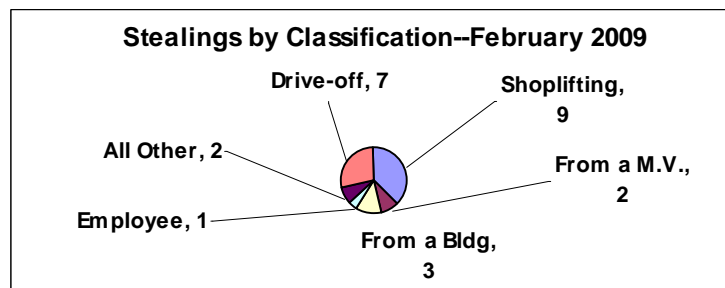 Stealings by Classification--February 2009
Drive-off, 7
Shoplifting,
9
All Other, 2
From a M.V.,
2
Employee, 1
From a Bldg,
3